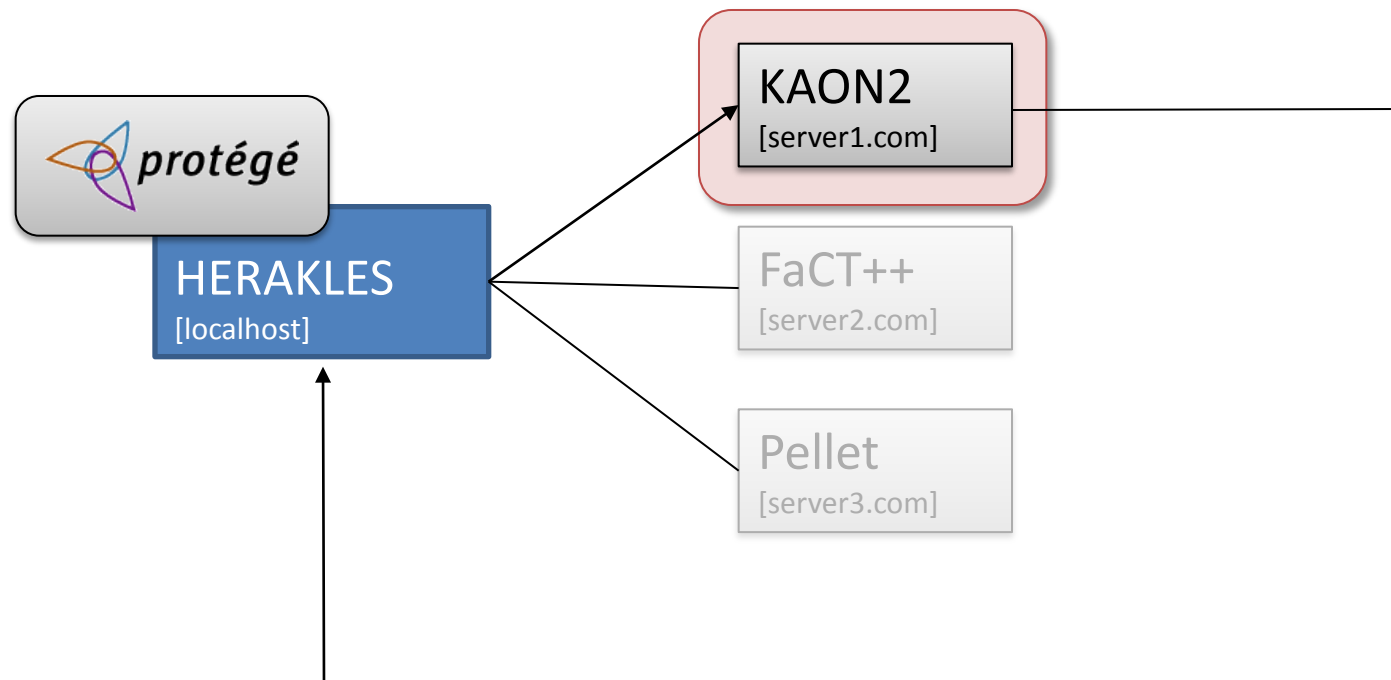 protégé
HERAKLES
[localhost]
KAON2
[server1.com]
FaCT++
[server2.com]
Pellet
[server3.com]